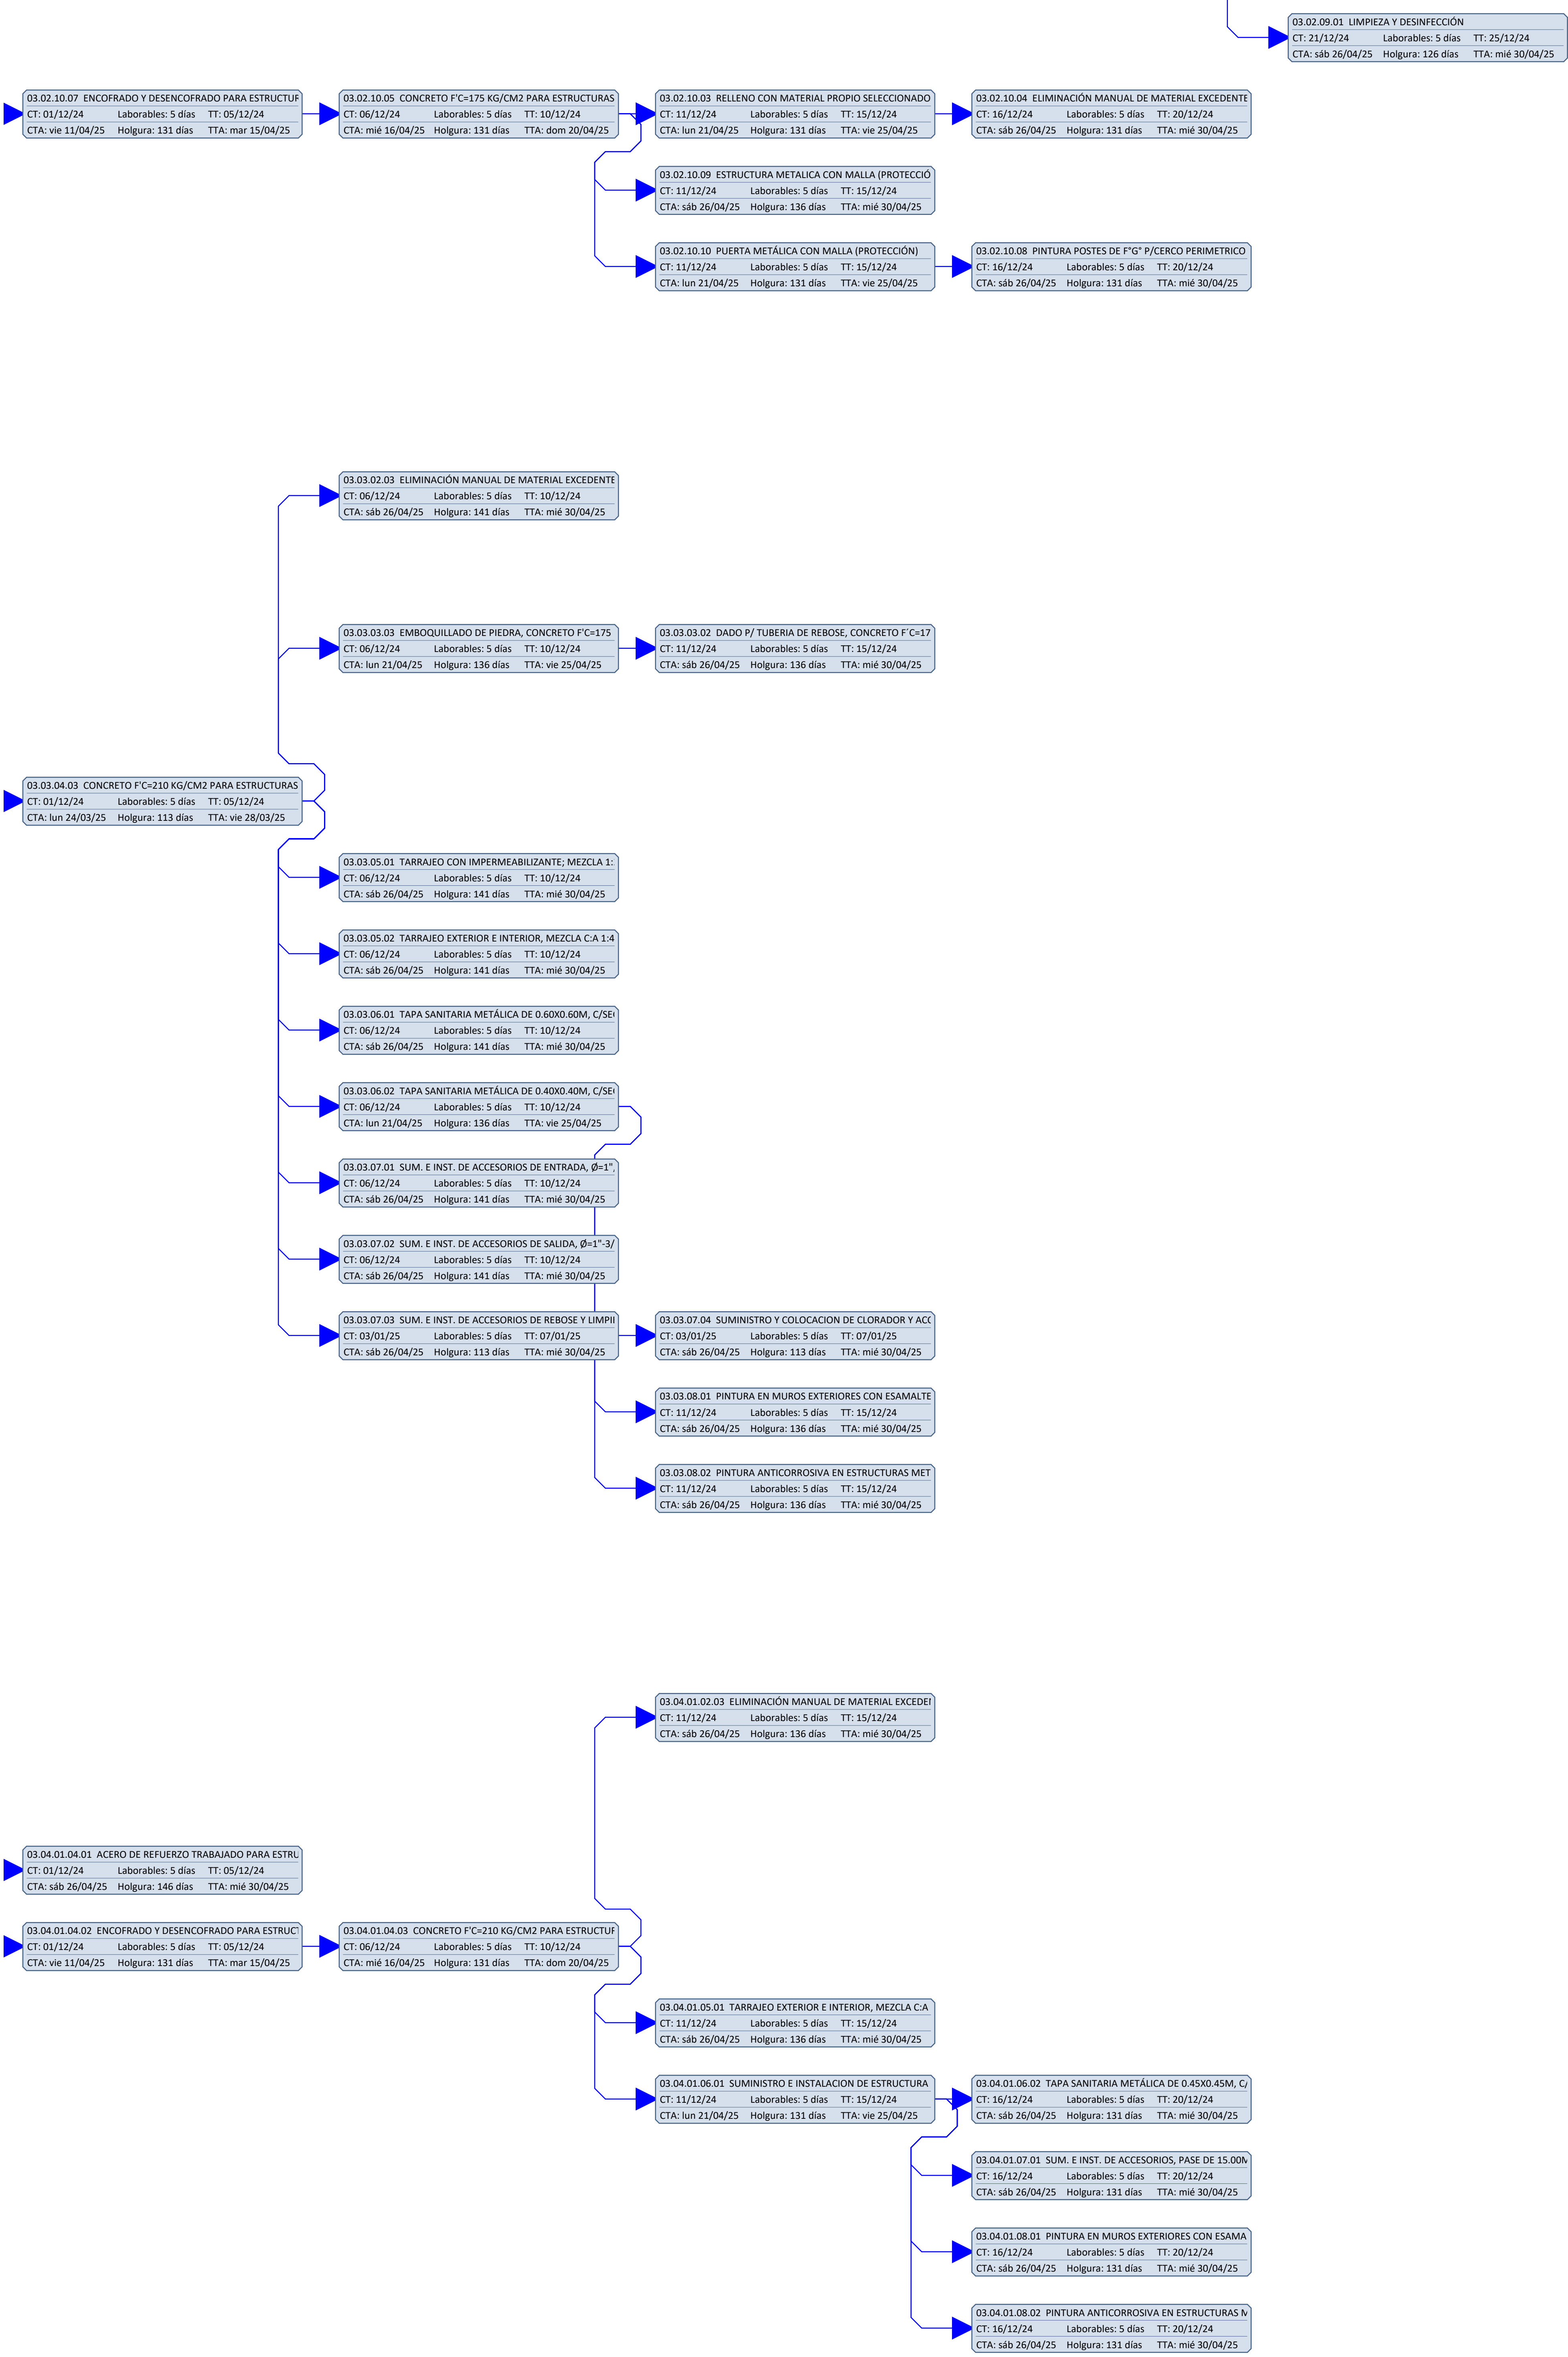 03.02.09.01 LIMPIEZA Y DESINFECCIÓN
CT: 21/12/24 Laborables: 5 días TT: 25/12/24
CTA: sáb 26/04/25 Holgura: 126 días TTA: mié 30/04/25
03.02.10.07 ENCOFRADO Y DESENCOFRADO PARA ESTRUCTUR
CT: 01/12/24 Laborables: 5 días TT: 05/12/24
CTA: vie 11/04/25 Holgura: 131 días TTA: mar 15/04/25
03.02.10.05 CONCRETO F'C=175 KG/CM2 PARA ESTRUCTURAS
CT: 06/12/24 Laborables: 5 días TT: 10/12/24
CTA: mié 16/04/25 Holgura: 131 días TTA: dom 20/04/25
03.02.10.03 RELLENO CON MATERIAL PROPIO SELECCIONADO
CT: 11/12/24 Laborables: 5 días TT: 15/12/24
CTA: lun 21/04/25 Holgura: 131 días TTA: vie 25/04/25
03.02.10.04 ELIMINACIÓN MANUAL DE MATERIAL EXCEDENTE
CT: 16/12/24 Laborables: 5 días TT: 20/12/24
CTA: sáb 26/04/25 Holgura: 131 días TTA: mié 30/04/25
03.02.10.09 ESTRUCTURA METALICA CON MALLA (PROTECCIÓ
CT: 11/12/24 Laborables: 5 días TT: 15/12/24
CTA: sáb 26/04/25 Holgura: 136 días TTA: mié 30/04/25
03.02.10.10 PUERTA METÁLICA CON MALLA (PROTECCIÓN)
CT: 11/12/24 Laborables: 5 días TT: 15/12/24
CTA: lun 21/04/25 Holgura: 131 días TTA: vie 25/04/25
03.02.10.08 PINTURA POSTES DE F°G° P/CERCO PERIMETRICO
CT: 16/12/24 Laborables: 5 días TT: 20/12/24
CTA: sáb 26/04/25 Holgura: 131 días TTA: mié 30/04/25
03.03.02.03 ELIMINACIÓN MANUAL DE MATERIAL EXCEDENTE
CT: 06/12/24 Laborables: 5 días TT: 10/12/24
CTA: sáb 26/04/25 Holgura: 141 días TTA: mié 30/04/25
03.03.03.03 EMBOQUILLADO DE PIEDRA, CONCRETO F'C=175
CT: 06/12/24 Laborables: 5 días TT: 10/12/24
CTA: lun 21/04/25 Holgura: 136 días TTA: vie 25/04/25
03.03.03.02 DADO P/ TUBERIA DE REBOSE, CONCRETO F´C=17
CT: 11/12/24 Laborables: 5 días TT: 15/12/24
CTA: sáb 26/04/25 Holgura: 136 días TTA: mié 30/04/25
03.03.04.03 CONCRETO F'C=210 KG/CM2 PARA ESTRUCTURAS
CT: 01/12/24 Laborables: 5 días TT: 05/12/24
CTA: lun 24/03/25 Holgura: 113 días TTA: vie 28/03/25
03.03.05.01 TARRAJEO CON IMPERMEABILIZANTE; MEZCLA 1:
CT: 06/12/24 Laborables: 5 días TT: 10/12/24
CTA: sáb 26/04/25 Holgura: 141 días TTA: mié 30/04/25
03.03.05.02 TARRAJEO EXTERIOR E INTERIOR, MEZCLA C:A 1:4
CT: 06/12/24 Laborables: 5 días TT: 10/12/24
CTA: sáb 26/04/25 Holgura: 141 días TTA: mié 30/04/25
03.03.06.01 TAPA SANITARIA METÁLICA DE 0.60X0.60M, C/SE
CT: 06/12/24 Laborables: 5 días TT: 10/12/24
CTA: sáb 26/04/25 Holgura: 141 días TTA: mié 30/04/25
03.03.06.02 TAPA SANITARIA METÁLICA DE 0.40X0.40M, C/SE
CT: 06/12/24 Laborables: 5 días TT: 10/12/24
CTA: lun 21/04/25 Holgura: 136 días TTA: vie 25/04/25
03.03.07.01 SUM. E INST. DE ACCESORIOS DE ENTRADA, Ø=1",
CT: 06/12/24 Laborables: 5 días TT: 10/12/24
CTA: sáb 26/04/25 Holgura: 141 días TTA: mié 30/04/25
03.03.07.02 SUM. E INST. DE ACCESORIOS DE SALIDA, Ø=1"-3/
CT: 06/12/24 Laborables: 5 días TT: 10/12/24
CTA: sáb 26/04/25 Holgura: 141 días TTA: mié 30/04/25
03.03.07.03 SUM. E INST. DE ACCESORIOS DE REBOSE Y LIMPI
CT: 03/01/25 Laborables: 5 días TT: 07/01/25
CTA: sáb 26/04/25 Holgura: 113 días TTA: mié 30/04/25
03.03.07.04 SUMINISTRO Y COLOCACION DE CLORADOR Y ACC
CT: 03/01/25 Laborables: 5 días TT: 07/01/25
CTA: sáb 26/04/25 Holgura: 113 días TTA: mié 30/04/25
03.03.08.01 PINTURA EN MUROS EXTERIORES CON ESAMALTE
CT: 11/12/24 Laborables: 5 días TT: 15/12/24
CTA: sáb 26/04/25 Holgura: 136 días TTA: mié 30/04/25
03.03.08.02 PINTURA ANTICORROSIVA EN ESTRUCTURAS MET
CT: 11/12/24 Laborables: 5 días TT: 15/12/24
CTA: sáb 26/04/25 Holgura: 136 días TTA: mié 30/04/25
03.04.01.02.03 ELIMINACIÓN MANUAL DE MATERIAL EXCEDEN
CT: 11/12/24 Laborables: 5 días TT: 15/12/24
CTA: sáb 26/04/25 Holgura: 136 días TTA: mié 30/04/25
03.04.01.04.01 ACERO DE REFUERZO TRABAJADO PARA ESTRU
CT: 01/12/24 Laborables: 5 días TT: 05/12/24
CTA: sáb 26/04/25 Holgura: 146 días TTA: mié 30/04/25
03.04.01.04.02 ENCOFRADO Y DESENCOFRADO PARA ESTRUCT
CT: 01/12/24 Laborables: 5 días TT: 05/12/24
CTA: vie 11/04/25 Holgura: 131 días TTA: mar 15/04/25
03.04.01.04.03 CONCRETO F'C=210 KG/CM2 PARA ESTRUCTUR
CT: 06/12/24 Laborables: 5 días TT: 10/12/24
CTA: mié 16/04/25 Holgura: 131 días TTA: dom 20/04/25
03.04.01.05.01 TARRAJEO EXTERIOR E INTERIOR, MEZCLA C:A
CT: 11/12/24 Laborables: 5 días TT: 15/12/24
CTA: sáb 26/04/25 Holgura: 136 días TTA: mié 30/04/25
03.04.01.06.01 SUMINISTRO E INSTALACION DE ESTRUCTURA
CT: 11/12/24 Laborables: 5 días TT: 15/12/24
CTA: lun 21/04/25 Holgura: 131 días TTA: vie 25/04/25
03.04.01.06.02 TAPA SANITARIA METÁLICA DE 0.45X0.45M, C/
CT: 16/12/24 Laborables: 5 días TT: 20/12/24
CTA: sáb 26/04/25 Holgura: 131 días TTA: mié 30/04/25
03.04.01.07.01 SUM. E INST. DE ACCESORIOS, PASE DE 15.00M
CT: 16/12/24 Laborables: 5 días TT: 20/12/24
CTA: sáb 26/04/25 Holgura: 131 días TTA: mié 30/04/25
03.04.01.08.01 PINTURA EN MUROS EXTERIORES CON ESAMA
CT: 16/12/24 Laborables: 5 días TT: 20/12/24
CTA: sáb 26/04/25 Holgura: 131 días TTA: mié 30/04/25
03.04.01.08.02 PINTURA ANTICORROSIVA EN ESTRUCTURAS M
CT: 16/12/24 Laborables: 5 días TT: 20/12/24
CTA: sáb 26/04/25 Holgura: 131 días TTA: mié 30/04/25